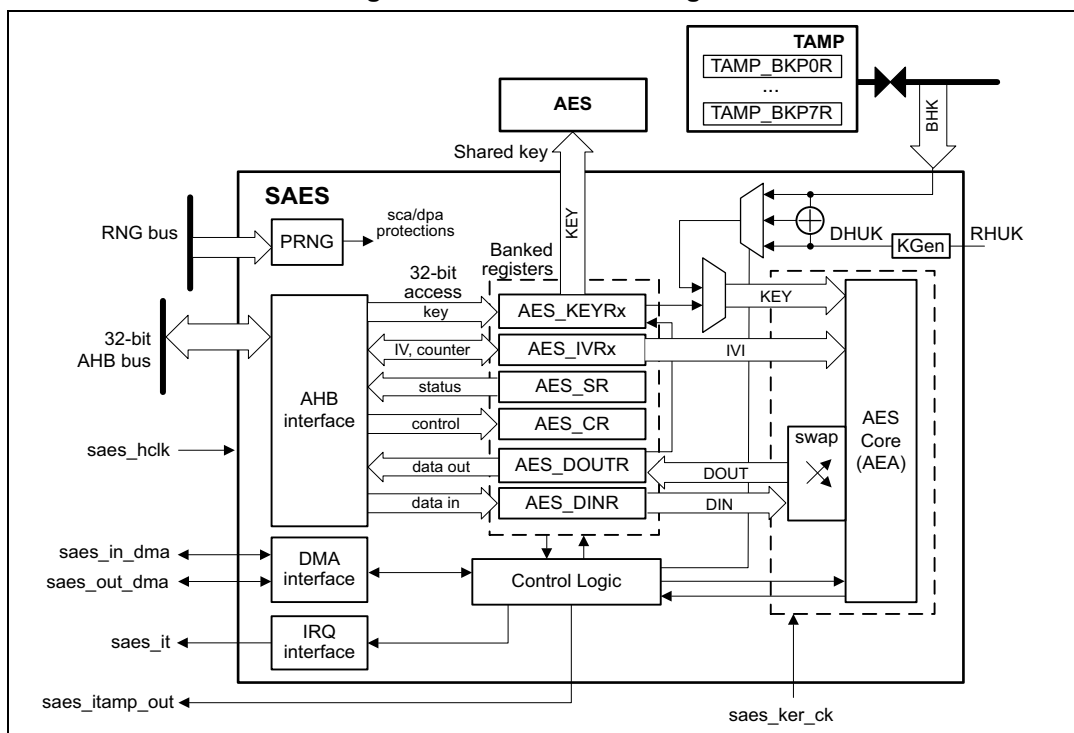 TAMP
TAMP_BKP0R
...
TAMP_BKP7R
AES
BHK
Shared key
SAES
KEY
RNG bus
PRNG
sca/dpa
protections
DHUK
KGen
RHUK
Banked
registers
32-bit
access
key
AES_KEYRx
KEY
32-bit
AHB bus
IV, counter
AES_IVRx
IVI
AHB
interface
status
AES_SR
control
AES_CR
AES
Core
(AEA)
swap
saes_hclk
data out
AES_DOUTR
DOUT
data in
AES_DINR
DIN
saes_in_dma
saes_out_dma
DMA
interface
Control Logic
saes_it
IRQ
interface
saes_itamp_out
saes_ker_ck